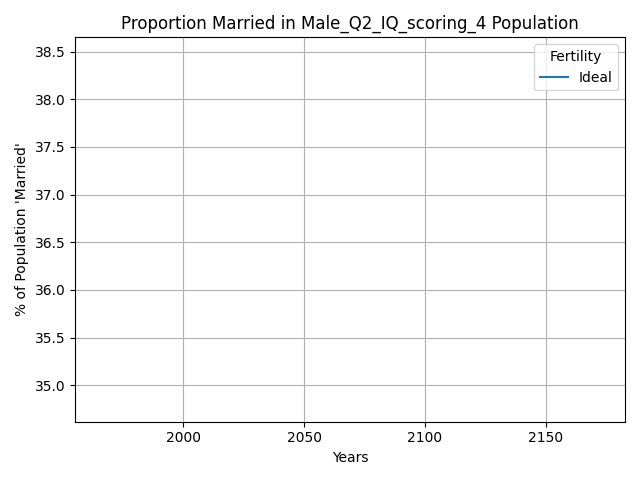 Proportion Married in Male_Q2_IQ_scoring_4 Population
Fertility
Ideal
% of Population 'Married'
38.5
38.0
37.5
37.0
36.5
36.0
35.5
35.0
2000 2050 2100 2150
Years